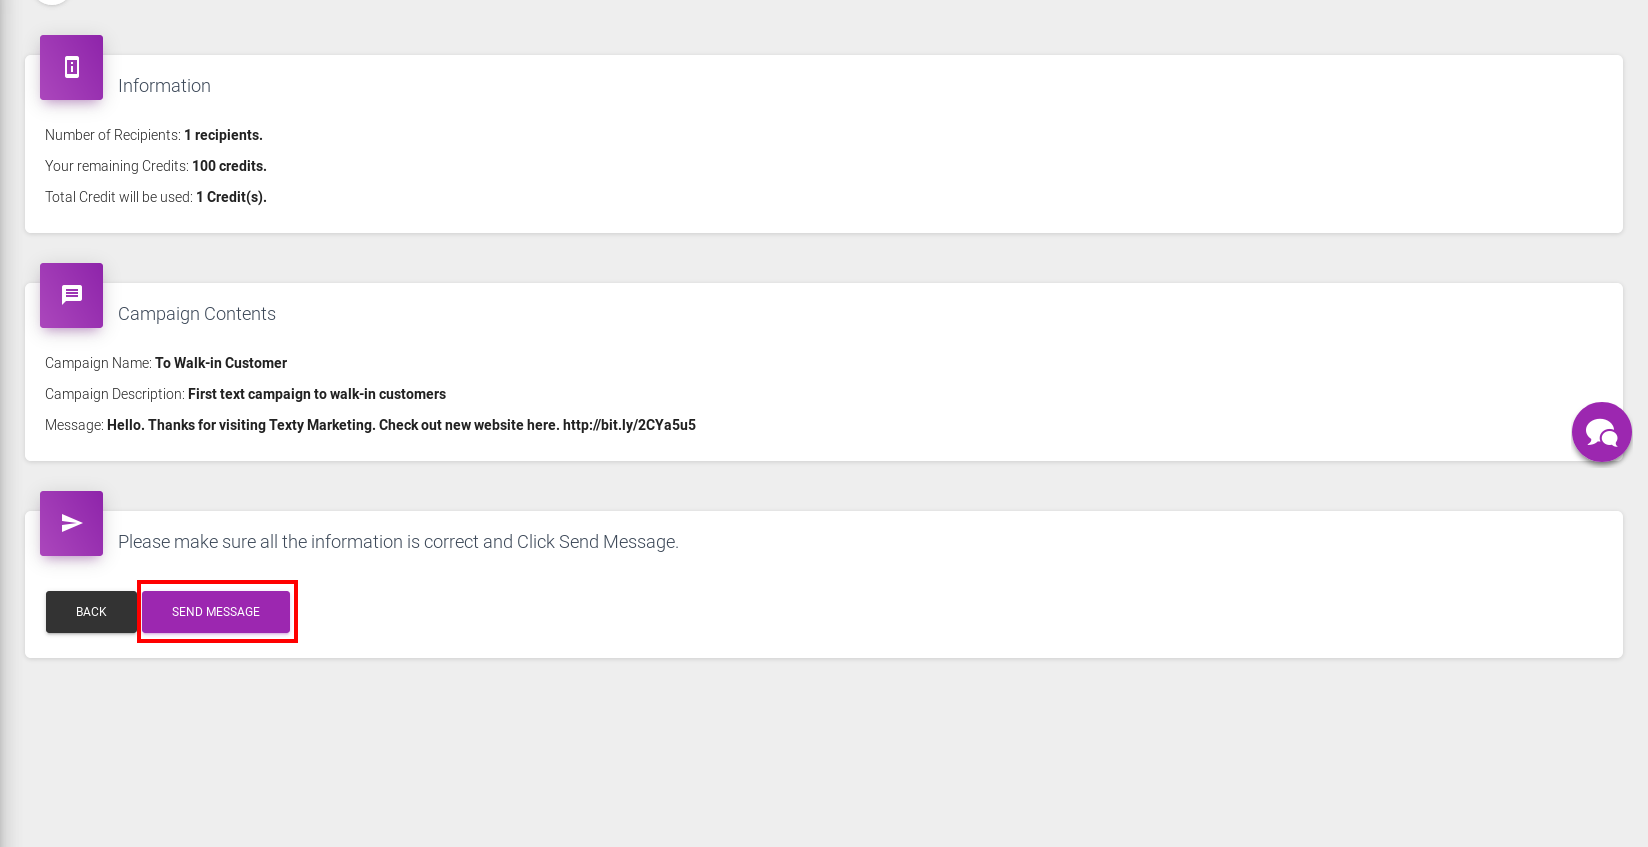 Information
Number of Recipients: 1 recipients.
Your remaining Credits: 100 credits.
Total Credit will be used: 1 Credit(s).
Campaign Contents
Campaign Name: To Walk-in Customer
Campaign Description: First text campaign to walk-in customers
Message: Hello. Thanks for visiting Texty Marketing. Check out new website here. http://bit.ly/2CYa5u5
Please make sure all the information is correct and Click Send Message.
BACK SEND MESSAGE